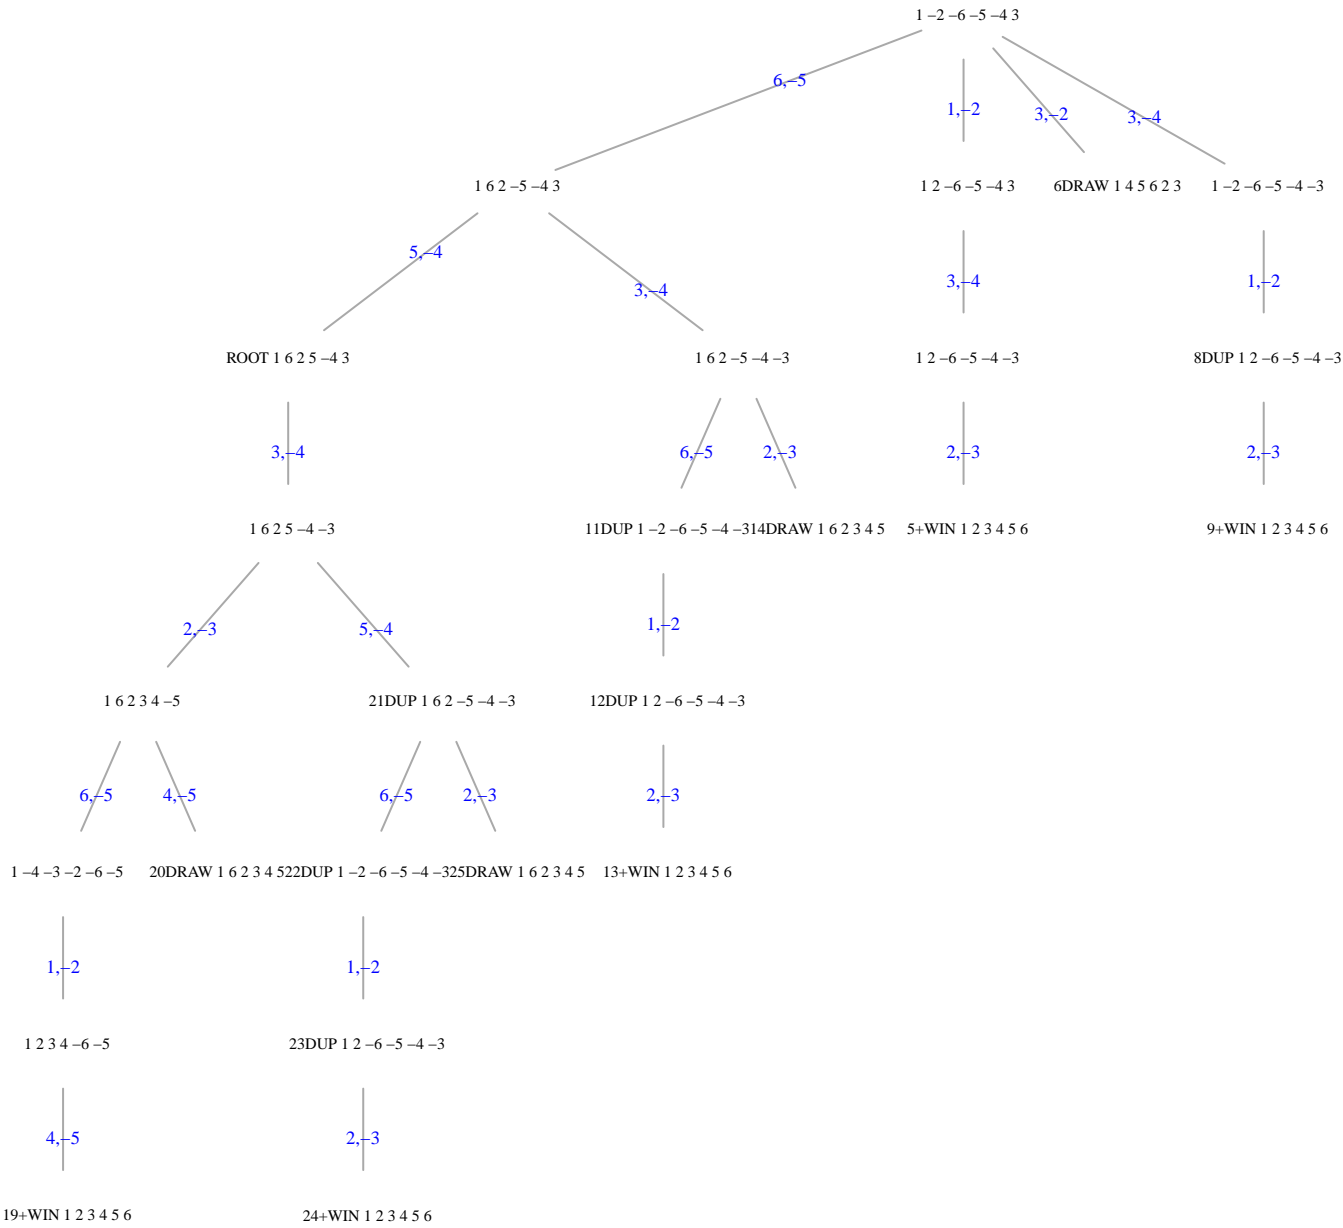 1 −2 −6 −5 −4 3
6,−5
1,−2
3,−2
3,−4
1 6 2 −5 −4 3
1 2 −6 −5 −4 3
6DRAW 1 4 5 6 2 3
1 −2 −6 −5 −4 −3
5,−4
3,−4
3,−4
1,−2
ROOT 1 6 2 5 −4 3
1 6 2 −5 −4 −3
1 2 −6 −5 −4 −3
8DUP 1 2 −6 −5 −4 −3
3,−4
6,−5
2,−3
2,−3
2,−3
1 6 2 5 −4 −3
11DUP 1 −2 −6 −5 −4 −3
14DRAW 1 6 2 3 4 5
5+WIN 1 2 3 4 5 6
9+WIN 1 2 3 4 5 6
2,−3
5,−4
1,−2
1 6 2 3 4 −5
21DUP 1 6 2 −5 −4 −3
12DUP 1 2 −6 −5 −4 −3
6,−5
4,−5
6,−5
2,−3
2,−3
1 −4 −3 −2 −6 −5
20DRAW 1 6 2 3 4 5
22DUP 1 −2 −6 −5 −4 −3
25DRAW 1 6 2 3 4 5
13+WIN 1 2 3 4 5 6
1,−2
1,−2
1 2 3 4 −6 −5
23DUP 1 2 −6 −5 −4 −3
4,−5
2,−3
19+WIN 1 2 3 4 5 6
24+WIN 1 2 3 4 5 6